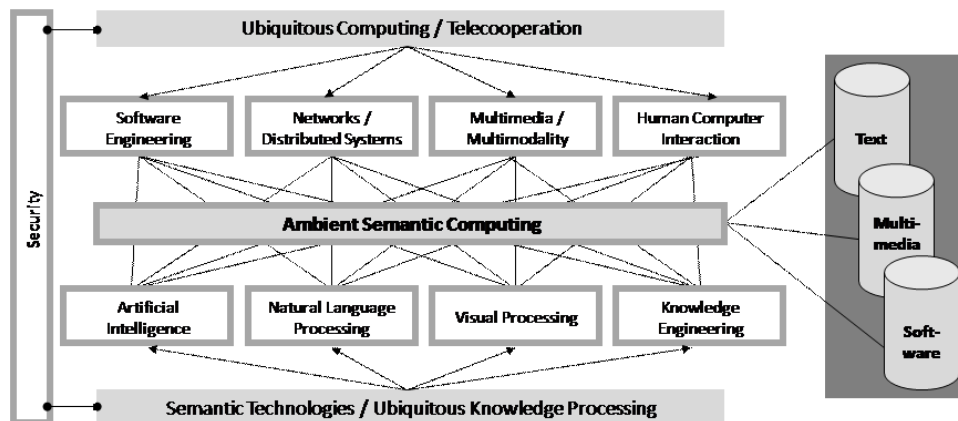 Ubiquitous Computing / Telecooperation
Security
Software
Engineering
Networks /
Distributed Systems
Multimedia /
Multimodality
Human Computer
Interaction
Text
Ambient Semantic Computing
Multi-
media
Artificial
Intelligence
Natural Language
Processing
Visual Processing
Knowledge
Engineering
Soft-
ware
Semantic Technologies / Ubiquitous Knowledge Processing